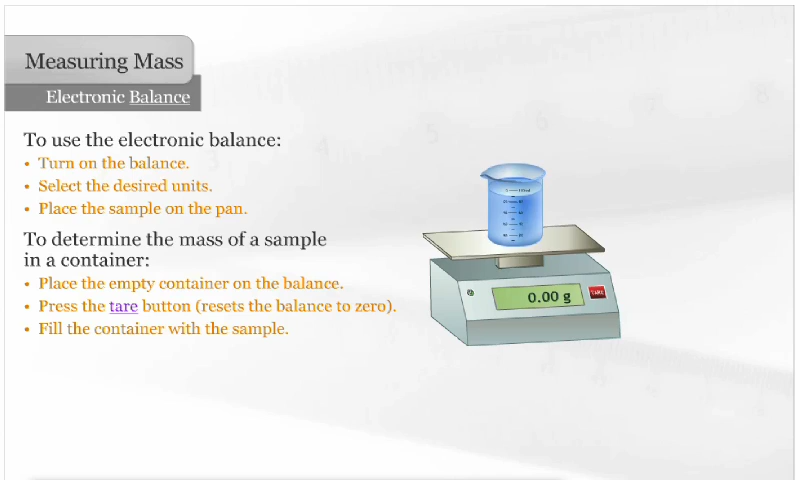 Measuring Mass
Electronic Balance
To use the electronic balance:
• Turn on the balance.
• Select the desired units.
• Place the sample on the pan.
To determine the mass of a sample
in a container:
• Place the empty container on the balance.
• Press the tare button (resets the balance to zero).
• Fill the container with the sample.
0.00 g
TARE